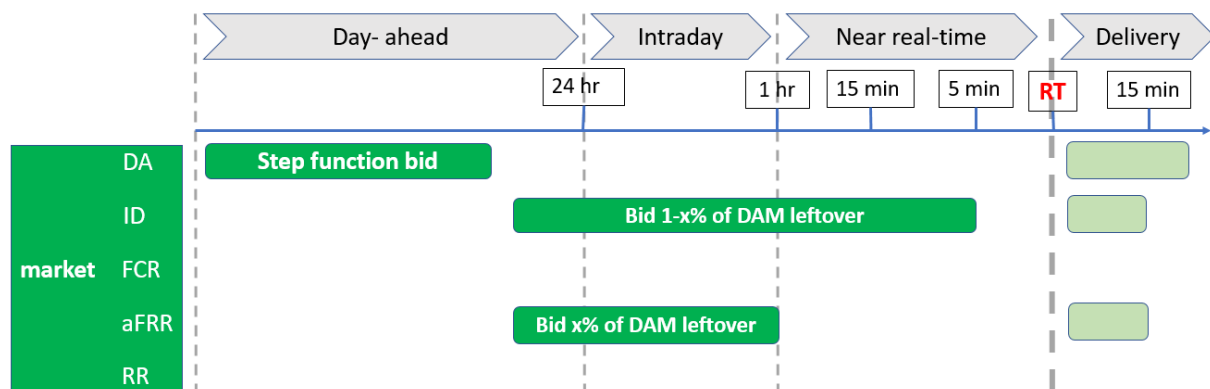 Day- ahead
Intraday
Near real-time
Delivery
24 hr
1 hr
15 min
5 min
RT
15 min
market
DA
Step function bid
ID
Bid 1-x% of DAM leftover
FCR
aFRR
Bid x% of DAM leftover
RR